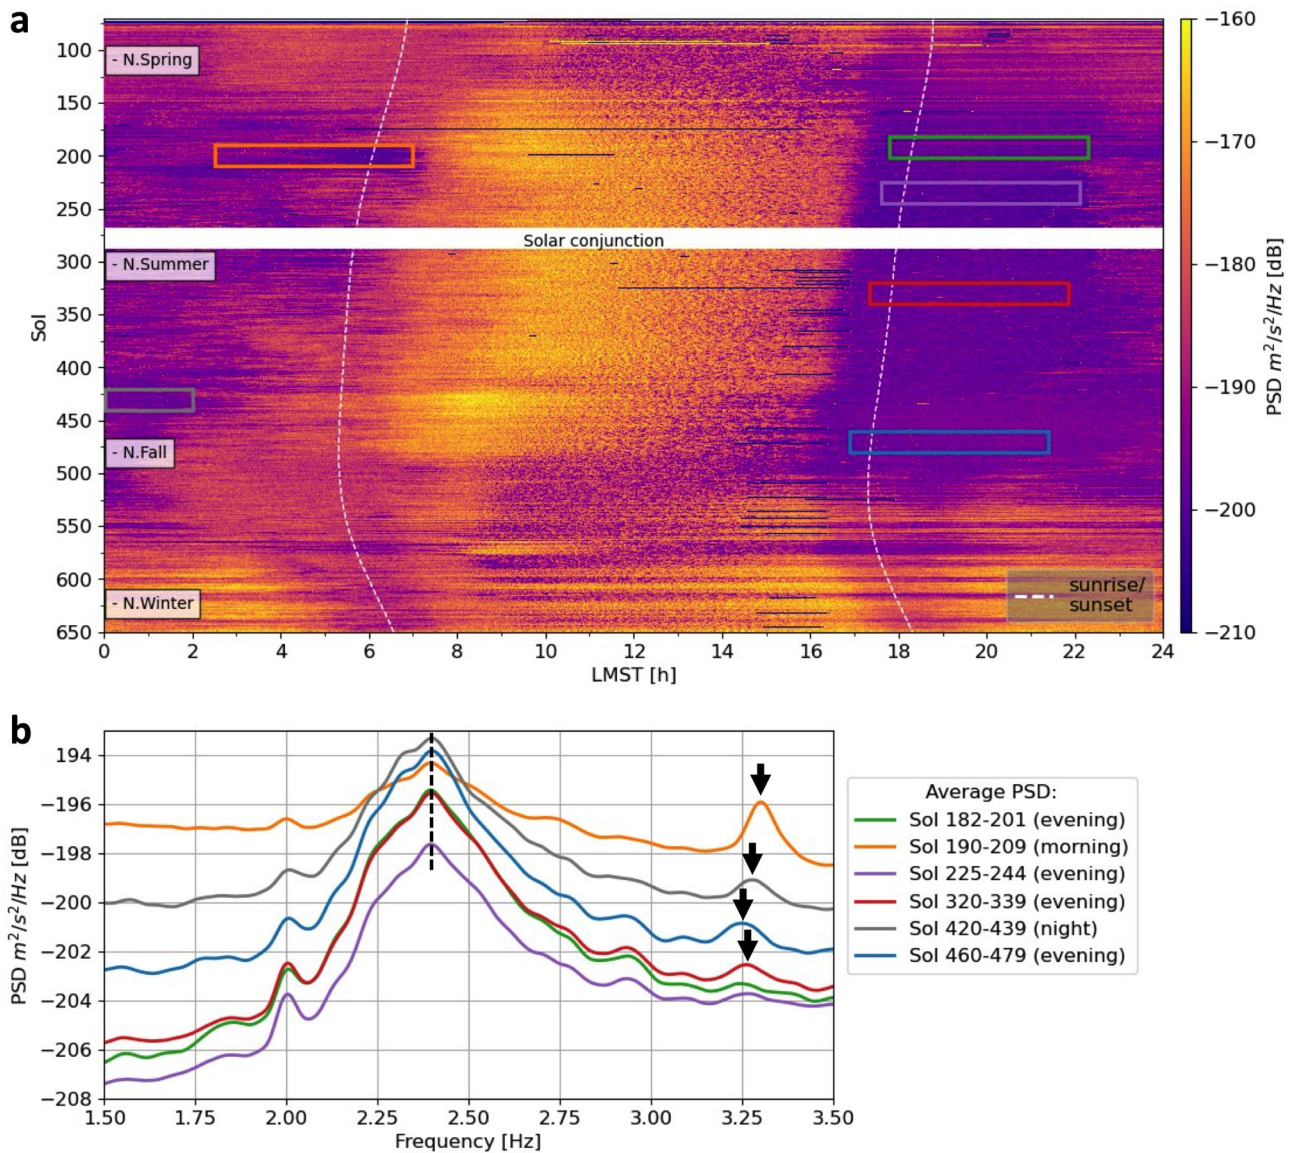 a
- N.Spring
Solar conjunction
- N.Summer
- N.Fall
- N.Winter
sunrise/
sunset
100
150
200
250
300
350
400
450
500
550
600
650
Sol
0 2 4 6 8 10 12 14 16 18 20 22 24
LMST [h]
−160
−170
−180
−190
−200
−210
PSD m²/s²/Hz [dB]
b
194
−196
−198
−200
−202
−204
−206
−208
PSD m²/s²/Hz [dB]
1.50 1.75 2.00 2.25 2.50 2.75 3.00 3.25 3.50
Frequency [Hz]
Average PSD:
Sol 182-201 (evening)
Sol 190-209 (morning)
Sol 225-244 (evening)
Sol 320-339 (evening)
Sol 420-439 (night)
Sol 460-479 (evening)